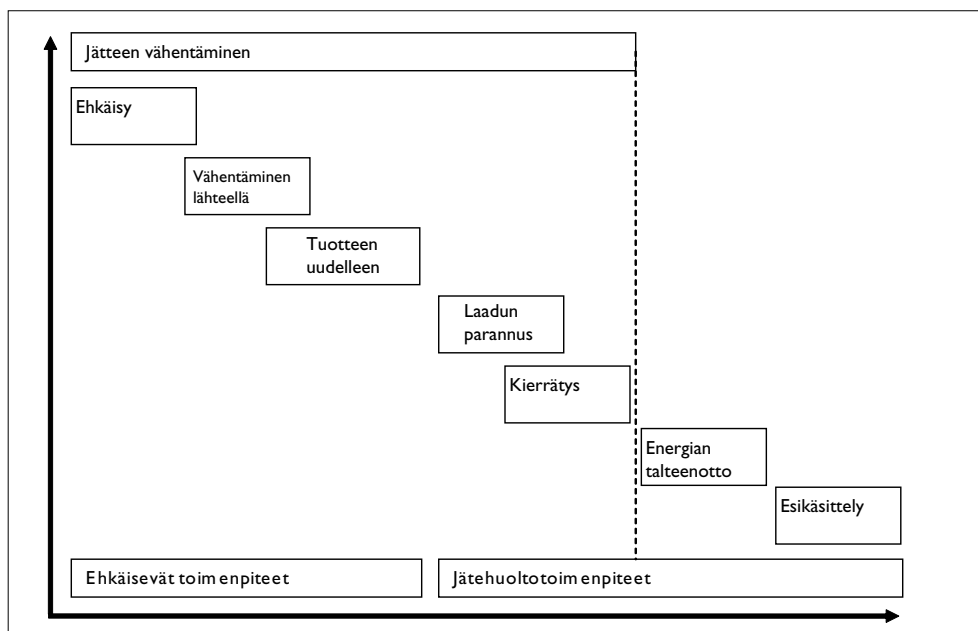 Jätteen vähentäminen
Ehkäisy
Vähentäminen
lähteellä
Tuotteen
uudelleen
Laadun
parannus
Kierrätys
Energian
talteenotto
Esikäsittely
Ehkäisevät toimenpiteet
Jätehuoltotoimenpiteet